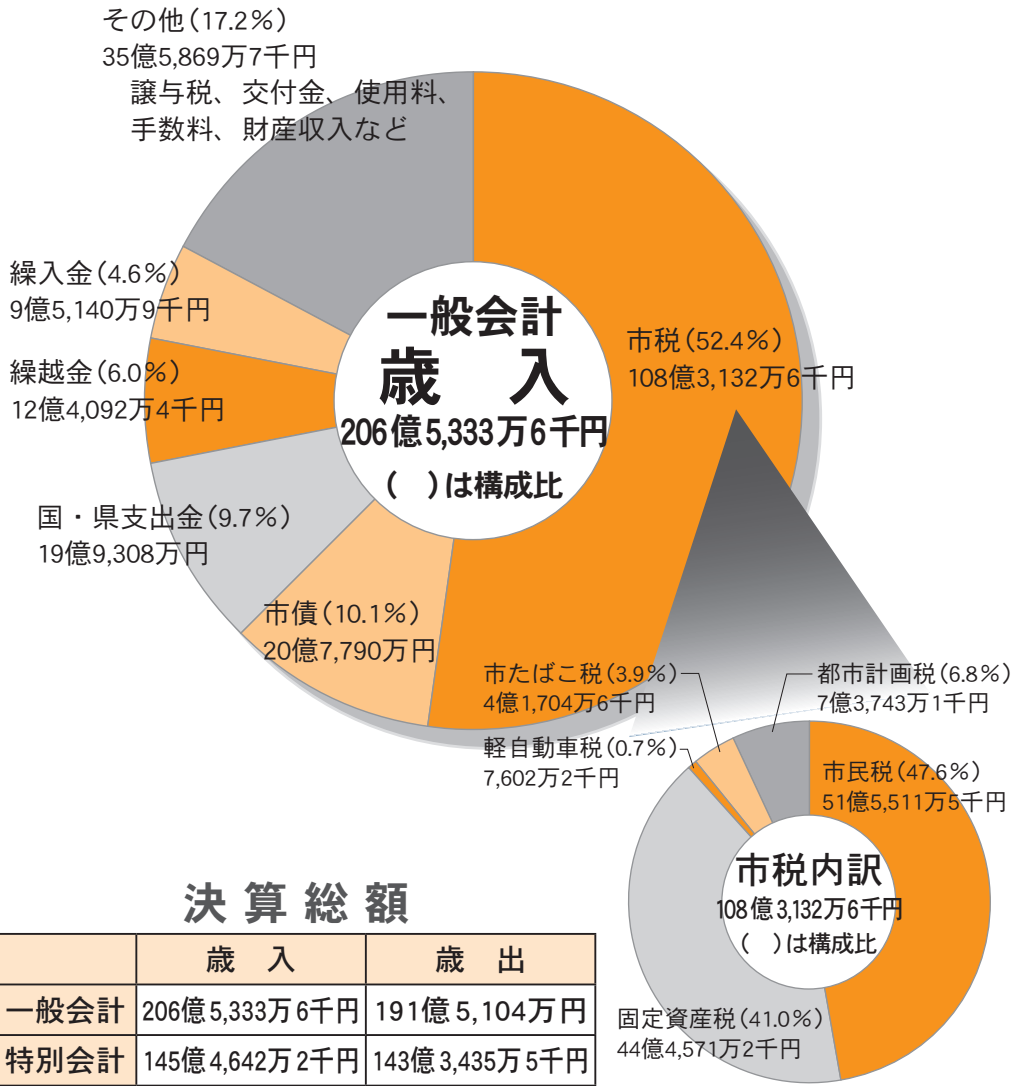 その他(17.2%)
35億5,869万7千円
譲与税、交付金、使用料、
手数料、財産収入など
繰入金(4.6%)
9億5,140万9千円
繰越金(6.0%)
12億4,092万4千円
国・県支出金(9.7%)
19億9,308万円
市債(10.1%)
20億7,790万円
市税(52.4%)
108億3,132万6千円
一般会計
歳 入
206億5,333万6千円
( )は構成比
市たばこ税(3.9%)
4億1,704万6千円
軽自動車税(0.7%)
7,602万2千円
都市計画税(6.8%)
7億3,743万1千円
市民税(47.6%)
51億5,511万5千円
固定資産税(41.0%)
44億4,571万2千円
市税内訳
108億3,132万6千円
( )は構成比
決算総額
歳 入 歳 出
一般会計 206億5,333万6千円 191億5,104万円
特別会計 145億4,642万2千円 143億3,435万5千円